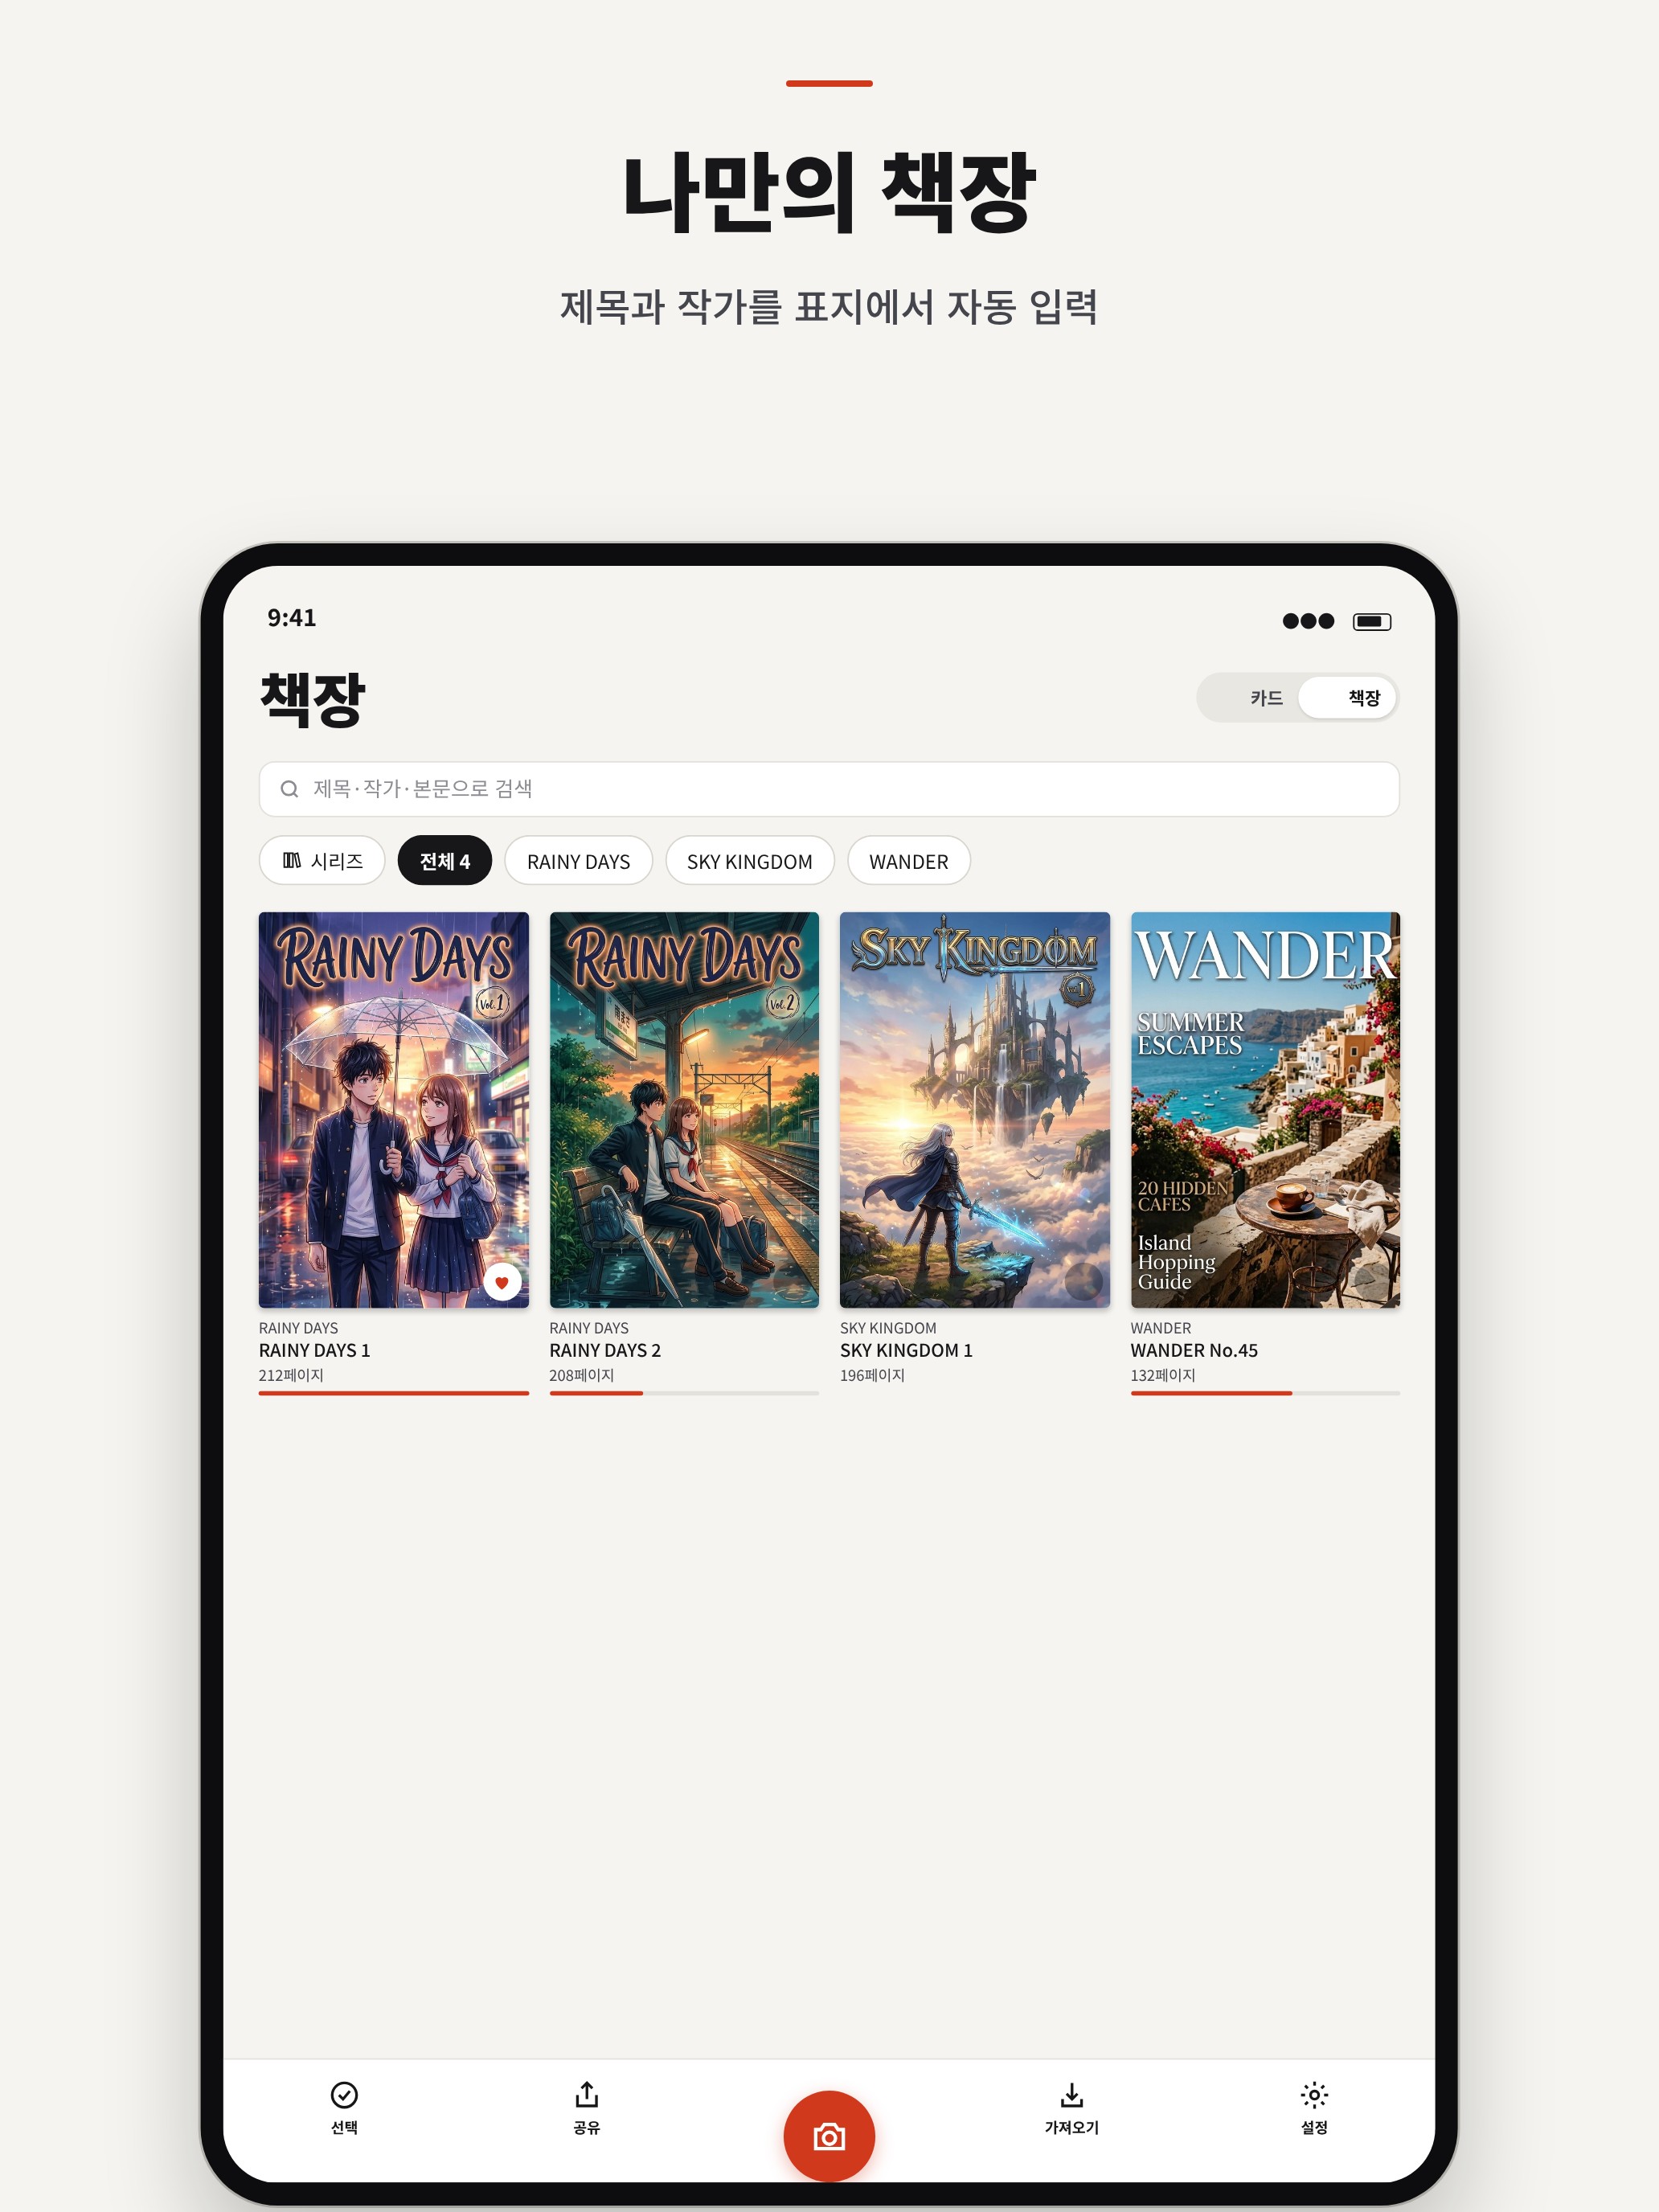 나만의 책장
제목과 작가를 표지에서 자동 입력
9:41
책장
카드 책장
제목·작가·본문으로 검색
시리즈 전체 4 RAINY DAYS SKY KINGDOM WANDER
RAINY DAYS
Vol.1
RAINY DAYS
Vol.2
SKY KINGDOM
1
WANDER
SUMMER
ESCAPES
20 HIDDEN
CAFES
Island
Hopping
Guide
RAINY DAYS
RAINY DAYS 1
212페이지
RAINY DAYS
RAINY DAYS 2
208페이지
SKY KINGDOM
SKY KINGDOM 1
196페이지
WANDER
WANDER No.45
132페이지
선택 공유 가져오기 설정